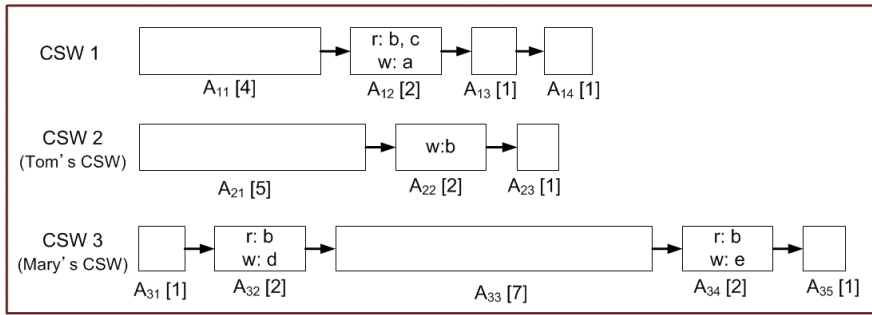 CSW 1
r: b, c
w: a
A11 [4]
A12 [2]
A13 [1]
A14 [1]
CSW 2
(Tom's CSW)
w:b
A21 [5]
A22 [2]
A23 [1]
CSW 3
(Mary's CSW)
r: b
w: d
r: b
w: e
A31 [1]
A32 [2]
A33 [7]
A34 [2]
A35 [1]